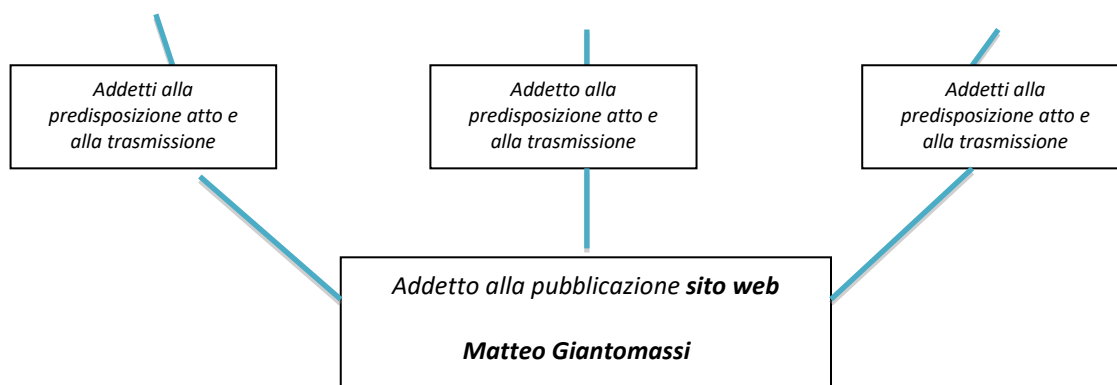 Addetti alla
predisposizione atto e
alla trasmissione
Addetto alla
predisposizione atto e
alla trasmissione
Addetti alla
predisposizione atto e
alla trasmissione
Addetto alla pubblicazione sito web
Matteo Giantomassi